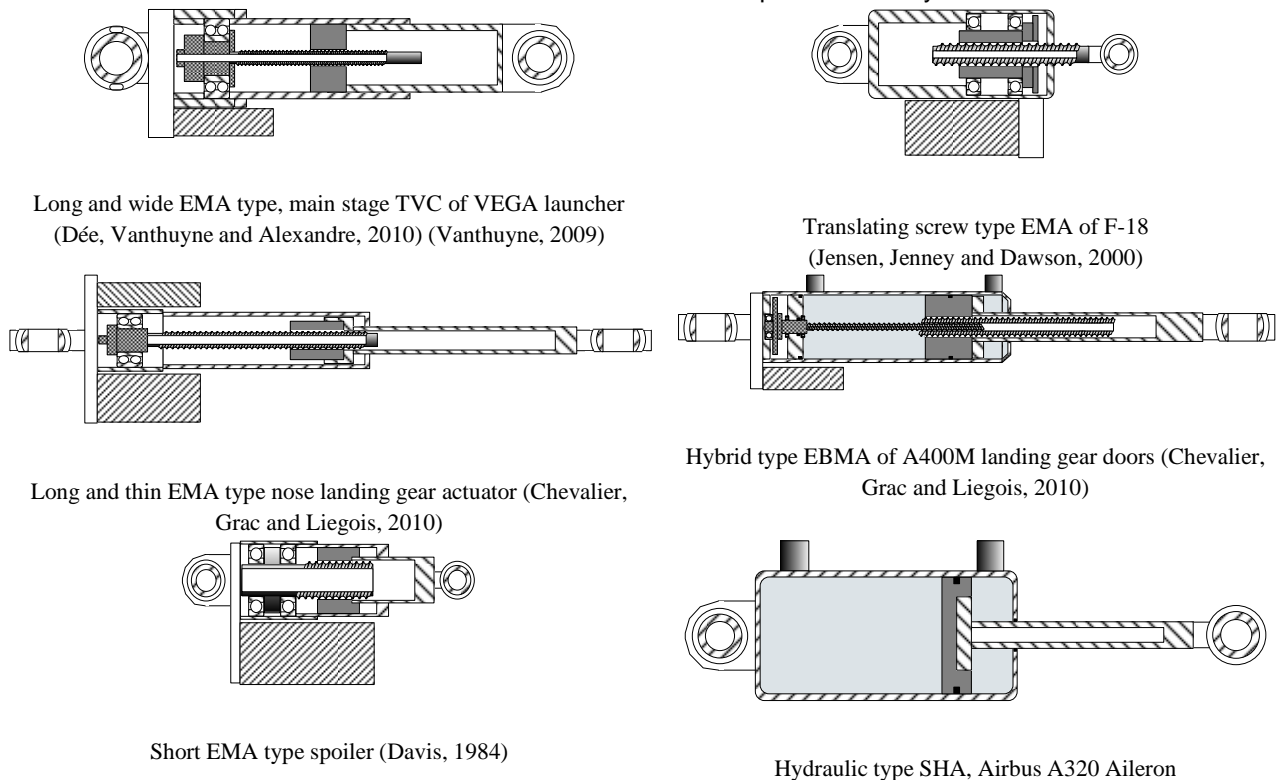 Long and wide EMA type, main stage TVC of VEGA launcher
(Dée, Vanthuyne and Alexandre, 2010) (Vanthuyne, 2009)
Translating screw type EMA of F-18
(Jensen, Jenney and Dawson, 2000)
Long and thin EMA type nose landing gear actuator (Chevalier,
Grac and Liegois, 2010)
Hybrid type EBMA of A400M landing gear doors (Chevalier,
Grac and Liegois, 2010)
Short EMA type spoiler (Davis, 1984)
Hydraulic type SHA, Airbus A320 Aileron